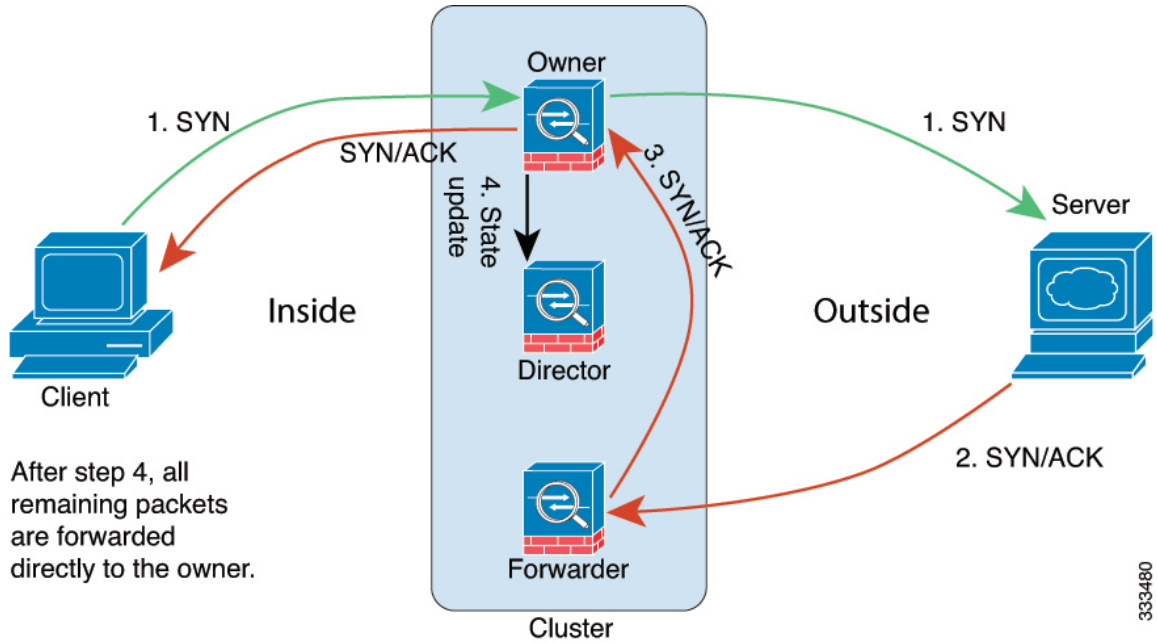 Owner
1. SYN
1. SYN
SYN/ACK
3. SYN/ACK
4. State
update
Server
Inside
Outside
Director
Client
2. SYN/ACK
After step 4, all
remaining packets
are forwarded
directly to the owner.
Forwarder
Cluster
333480